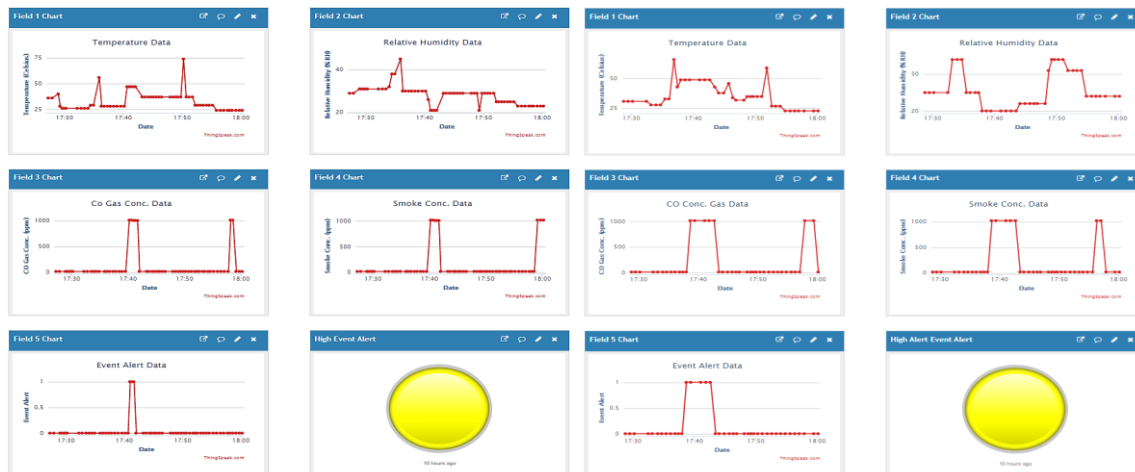 Field 1 Chart
Temperature Data
Temperature (Celsius)
75
50
25
17:30 17:40 17:50 18:00
Date
ThingSpeak.com
Field 2 Chart
Relative Humidity Data
Relative Humidity (%RH)
40
20
17:30 17:40 17:50 18:00
Date
ThingSpeak.com
Field 1 Chart
Temperature Data
Temperature (Celsius)
50
25
17:30 17:40 17:50 18:00
Date
ThingSpeak.com
Field 2 Chart
Relative Humidity Data
Relative Humidity (%RH)
30
20
17:30 17:40 17:50 18:00
Date
ThingSpeak.com
Field 3 Chart
Co Gas Conc. Data
CO Gas Conc. (ppm)
1000
500
0
17:30 17:40 17:50 18:00
Date
ThingSpeak.com
Field 4 Chart
Smoke Conc. Data
Smoke Conc. (ppm)
1000
500
0
17:30 17:40 17:50 18:00
Date
ThingSpeak.com
Field 3 Chart
CO Conc. Gas Data
CO Gas Conc. (ppm)
1000
500
0
17:30 17:40 17:50 18:00
Date
ThingSpeak.com
Field 4 Chart
Smoke Conc. Data
Smoke Conc. (ppm)
1000
500
0
17:30 17:40 17:50 18:00
Date
ThingSpeak.com
Field 5 Chart
Event Alert Data
Event Alert
1
0.5
0
17:30 17:40 17:50 18:00
Date
ThingSpeak.com
High Event Alert
10 hours ago
Field 5 Chart
Event Alert Data
Event Alert
1
0.5
0
17:30 17:40 17:50 18:00
Date
ThingSpeak.com
High Alert Event Alert
10 hours ago